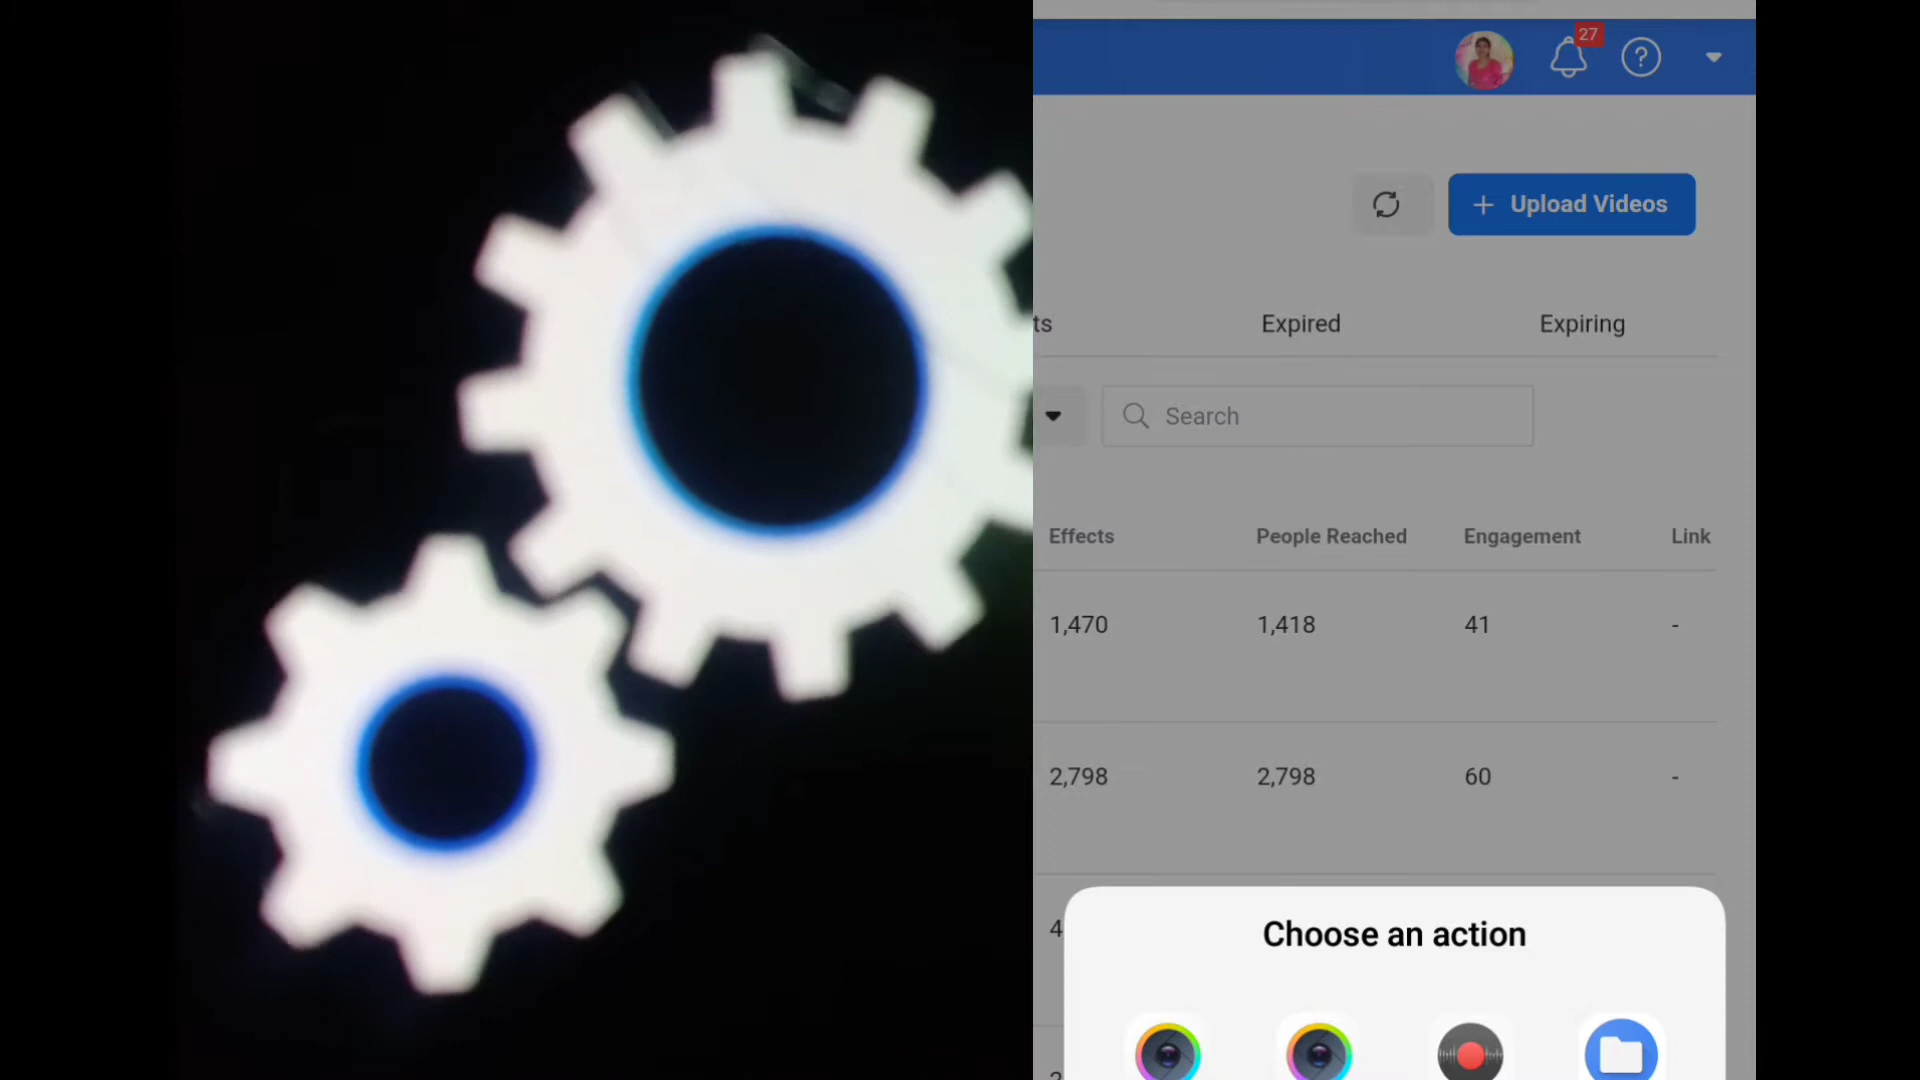 27
?
+ Upload Videos
ts Expired Expiring
Search
Effects People Reached Engagement Link
1,470 1,418 41 -
2,798 2,798 60 -
4
Choose an action